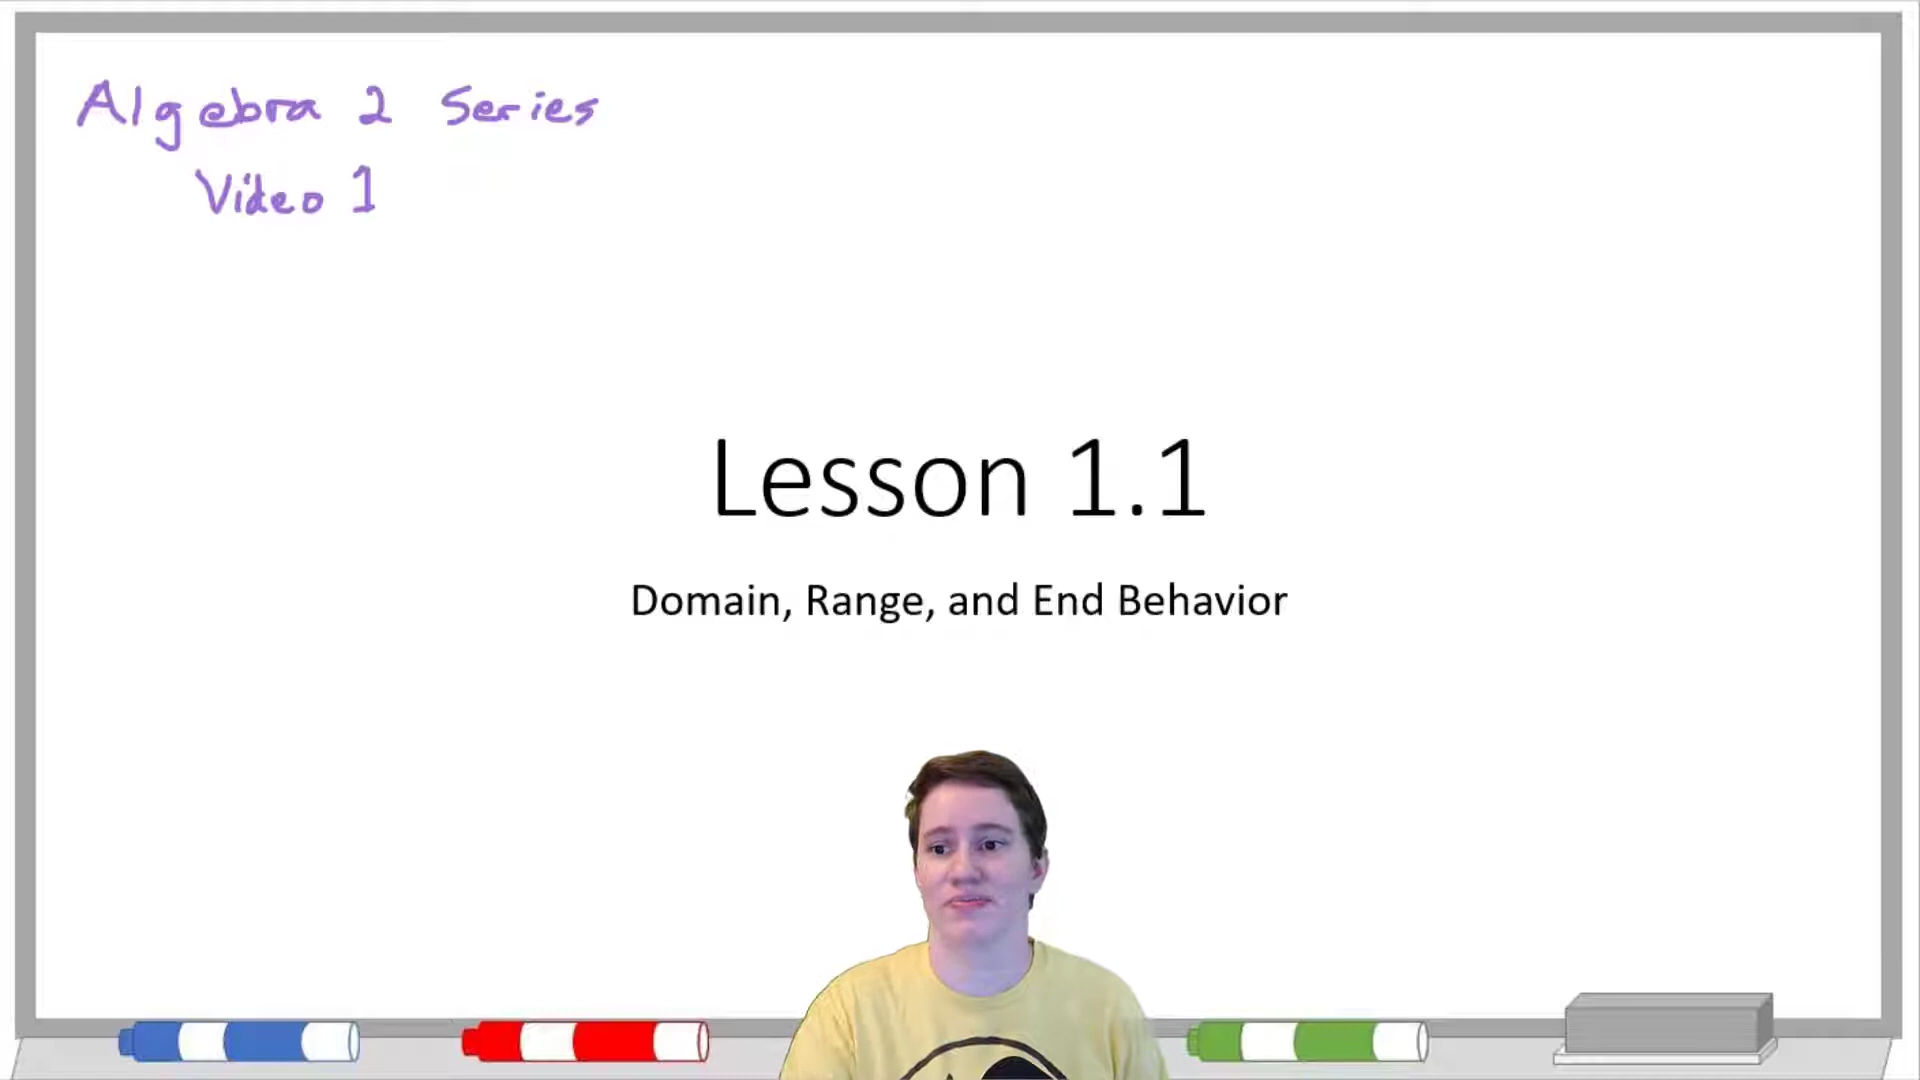 Algebra 2 Series
Video 1
Lesson 1.1
Domain, Range, and End Behavior